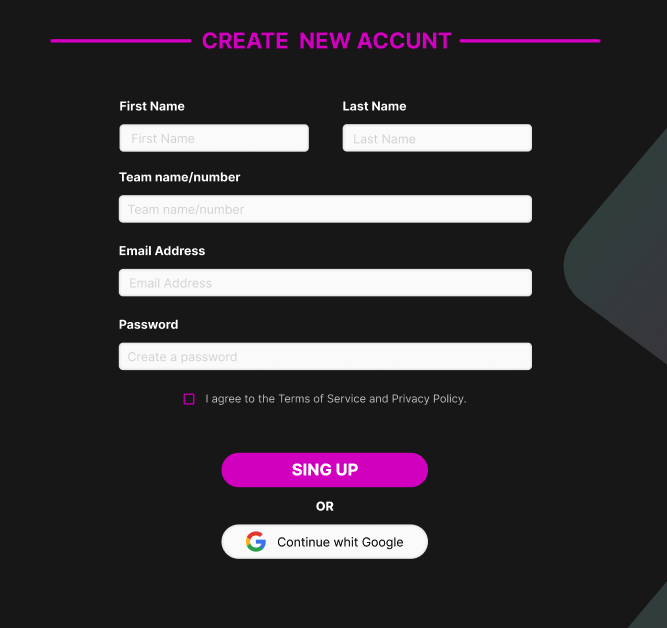 CREATE NEW ACCUNT
First Name Last Name
First Name Last Name
Team name/number
Team name/number
Email Address
Email Address
Password
Create a password
I agree to the Terms of Service and Privacy Policy.
SING UP
OR
Continue whit Google